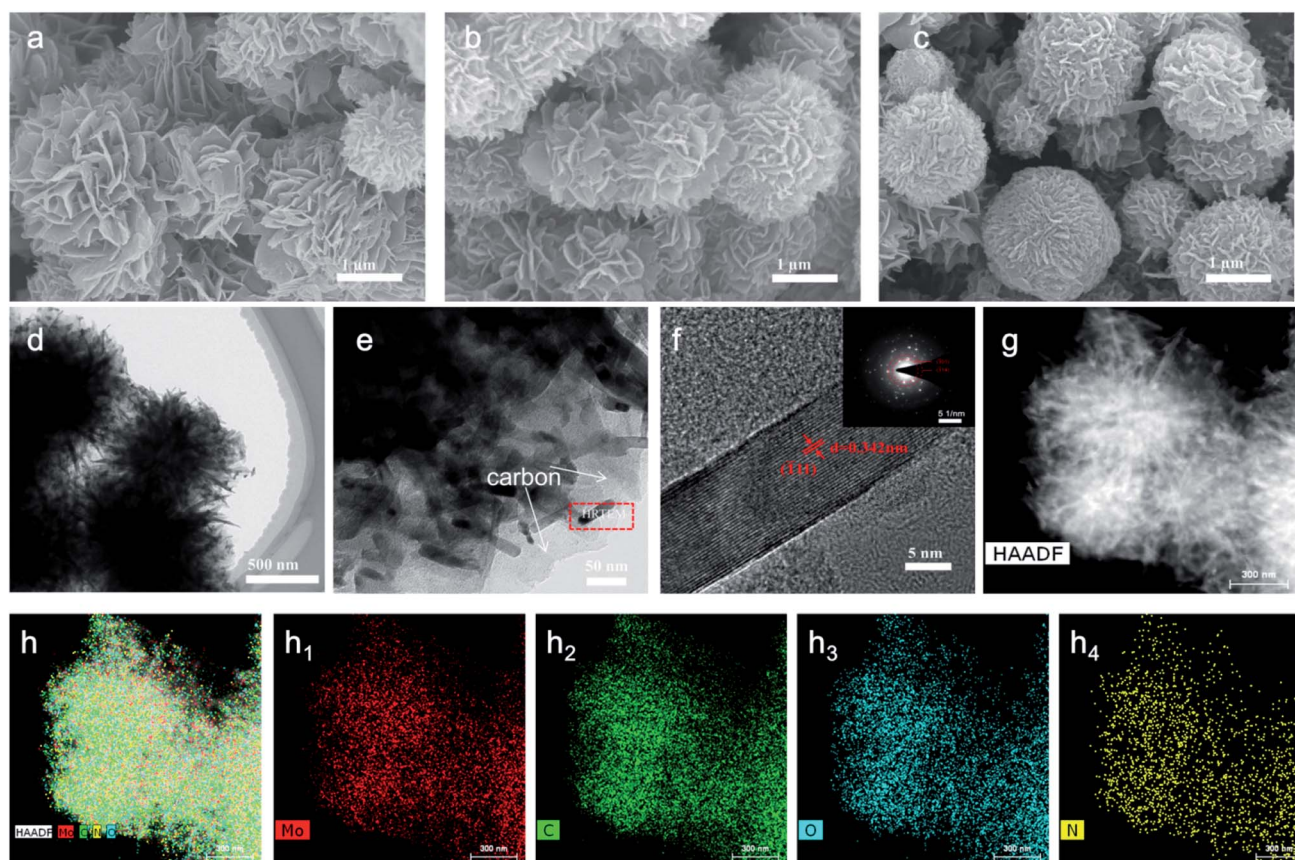 a
b
c
1 μm
1 μm
1 μm
d
e
f
g
carbon
HRTEM
d=0.342nm
(1̅11)
5 1/nm
500 nm
50 nm
5 nm
HAADF
300 nm
h
h₁
h₂
h₃
h₄
HAADF Mo C N O
300 nm
Mo
300 nm
C
300 nm
O
300 nm
N
300 nm